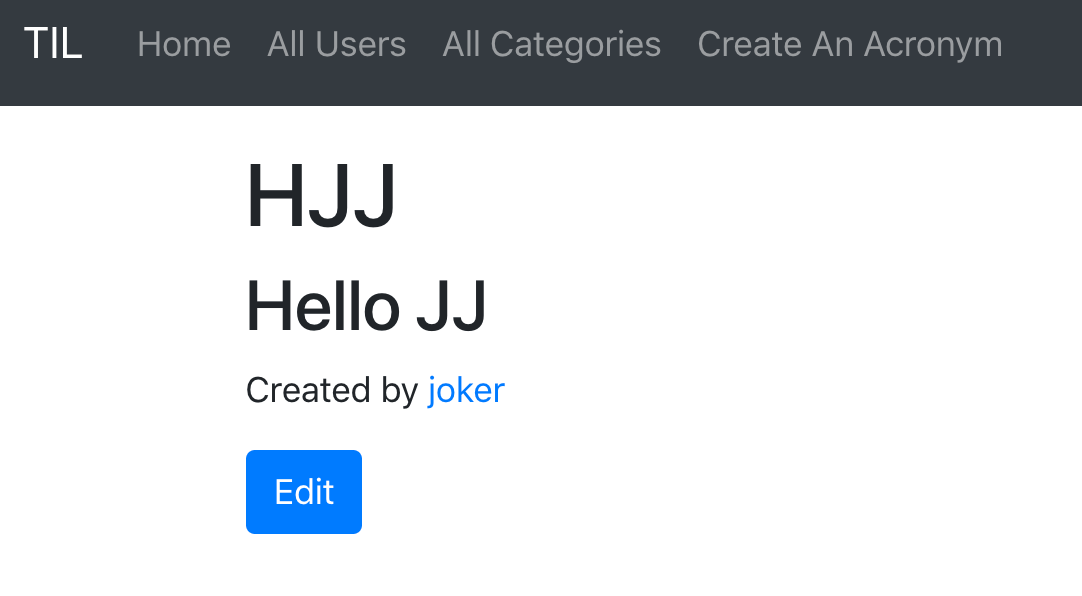 TIL Home All Users All Categories Create An Acronym
HJJ
Hello JJ
Created by joker
Edit